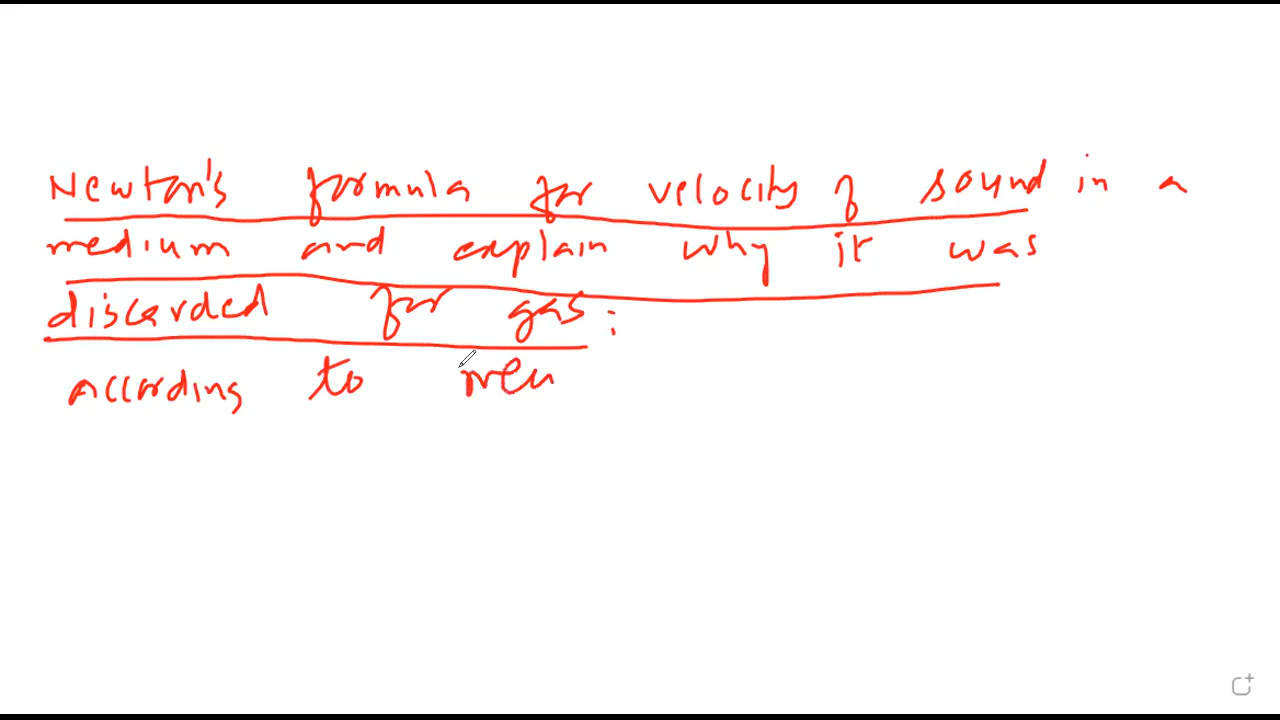 Newton's formula for velocity of sound in a
medium and explain why it was
discarded for gas :
according to